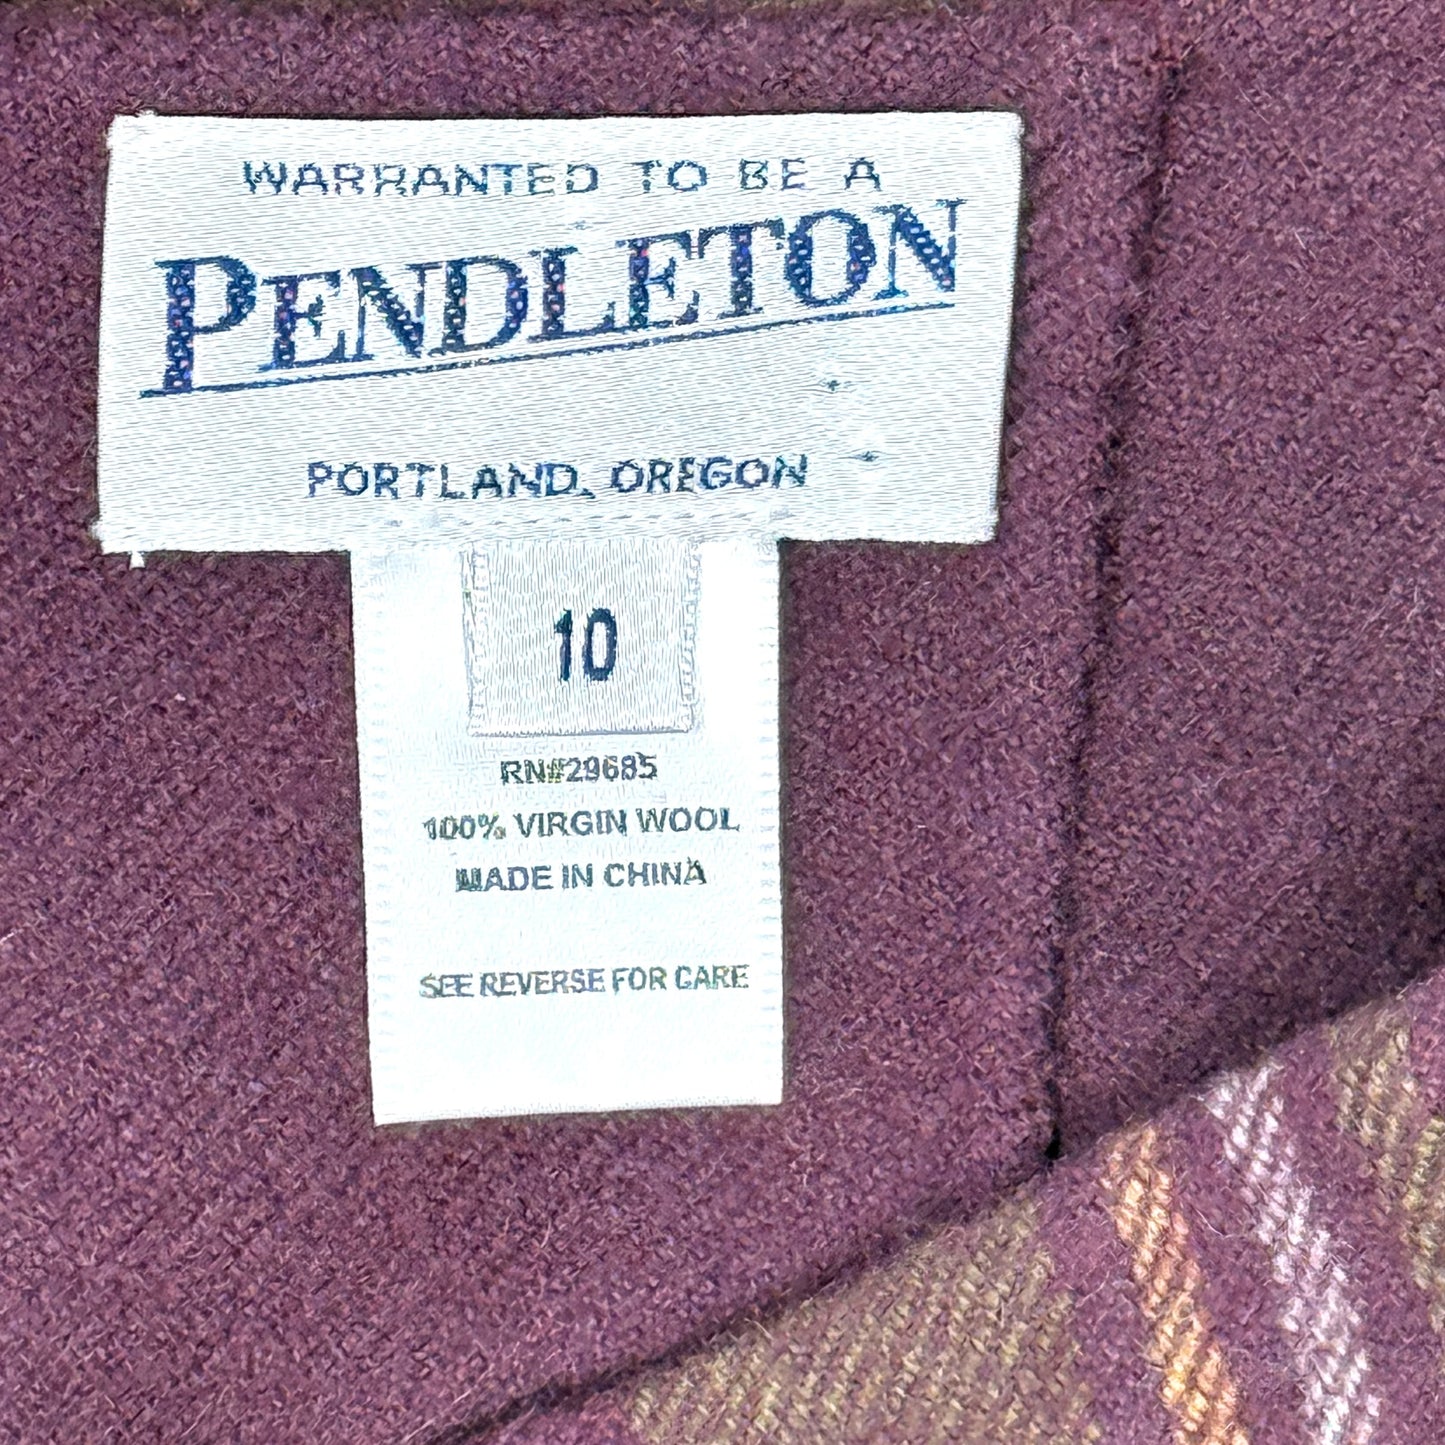 WARRANTED TO BE A
PENDLETON
PORTLAND, OREGON
10
RN#29685
100% VIRGIN WOOL
MADE IN CHINA
SEE REVERSE FOR CARE